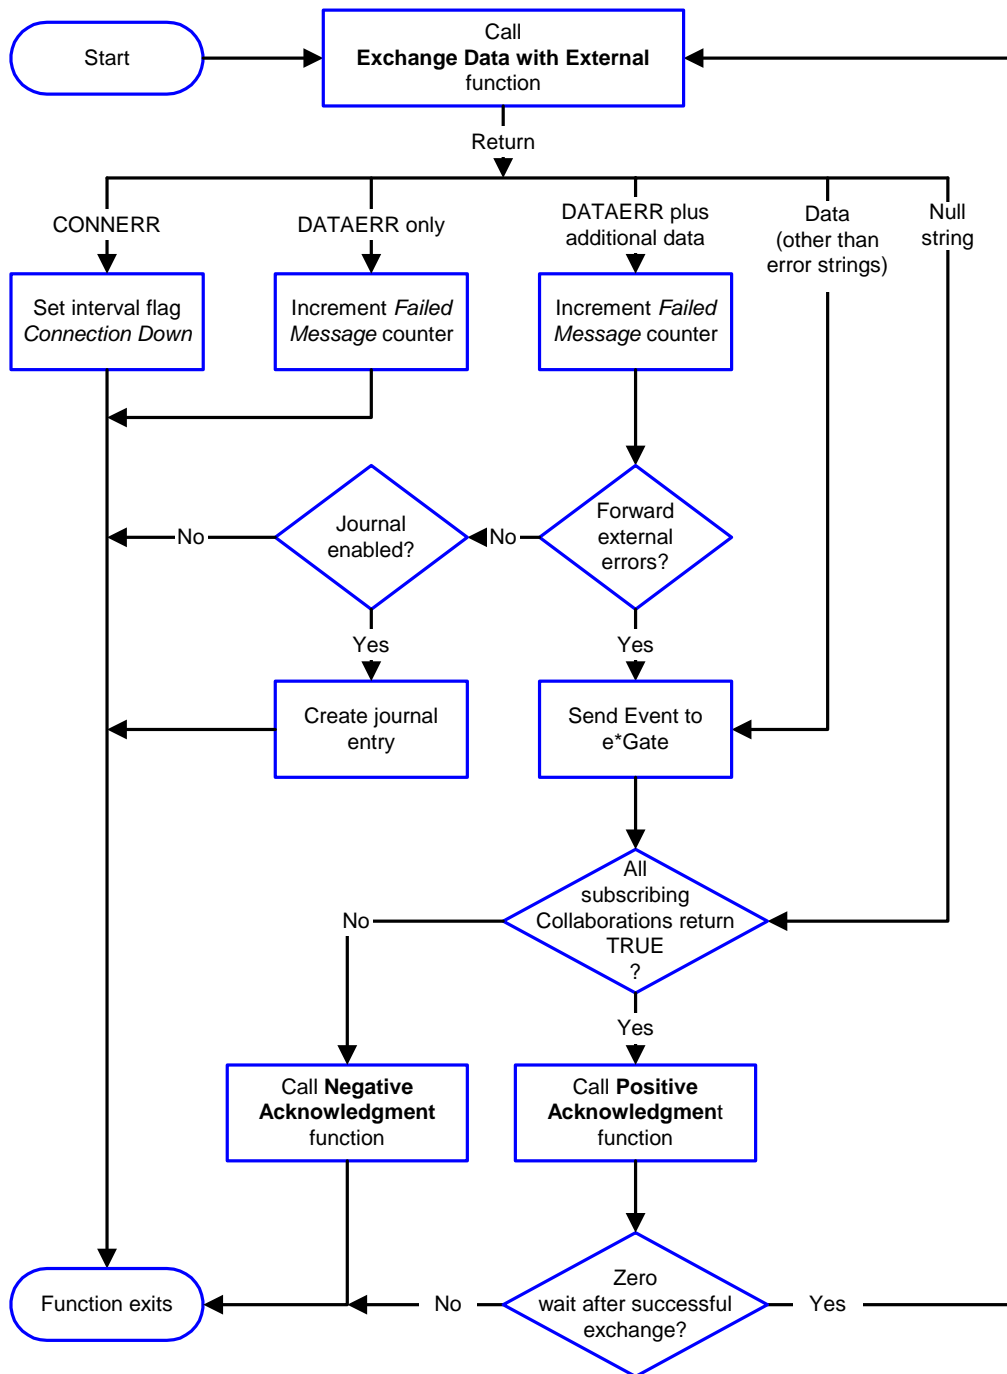 Start
Call
Exchange Data with External
function
Return
CONNERR
DATAERR only
DATAERR plus
additional data
Data
(other than
error strings)
Null
string
Set interval flag
Connection Down
Increment Failed
Message counter
Increment Failed
Message counter
No
Journal
enabled?
No
Forward
external
errors?
Yes
Yes
Create journal
entry
Send Event to
e*Gate
No
All
subscribing
Collaborations return
TRUE
?
Yes
Call Negative
Acknowledgment
function
Call Positive
Acknowledgment
function
Function exits
No
Zero
wait after successful
exchange?
Yes